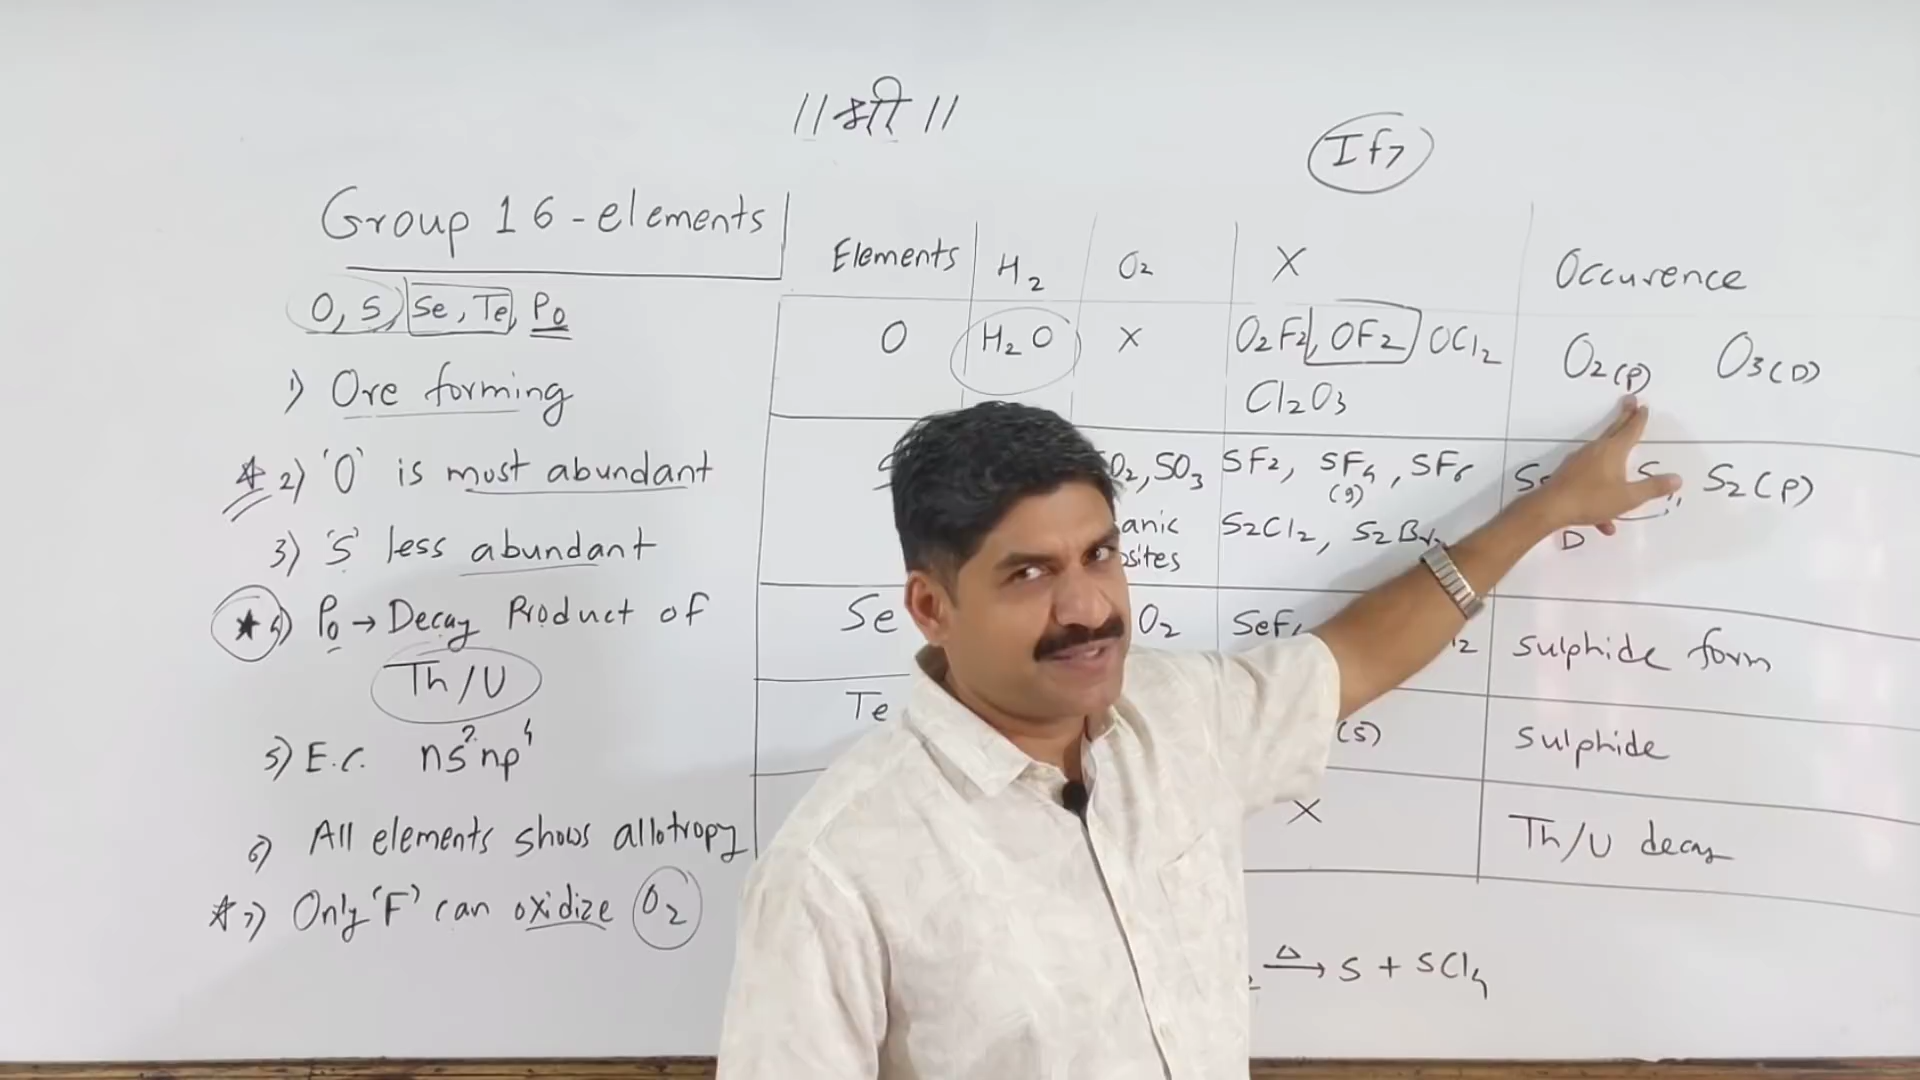 ॥ श्री ॥
If7
Group 16 - elements
O, S, Se, Te, Po
1) Ore forming
2) 'O' is most abundant
3) 'S' less abundant
4) Po → Decay Product of
Th/U
5) E.C. ns²np⁴
6) All elements shows allotropy
7) Only 'F' can oxidize O₂
Elements H₂ O₂ X Occurence
O H₂O X O₂F₂, OF₂ OCl₂ O₂(P) O₃(D)
Cl₂O₃
SO₃ SF₂, SF₄, SF₆ S₂(P)
(g)
S₂Cl₂, D
Se O₂ Sulphide form
Te (s) Sulphide
X Th/U decay
Δ→ S + SCl₄